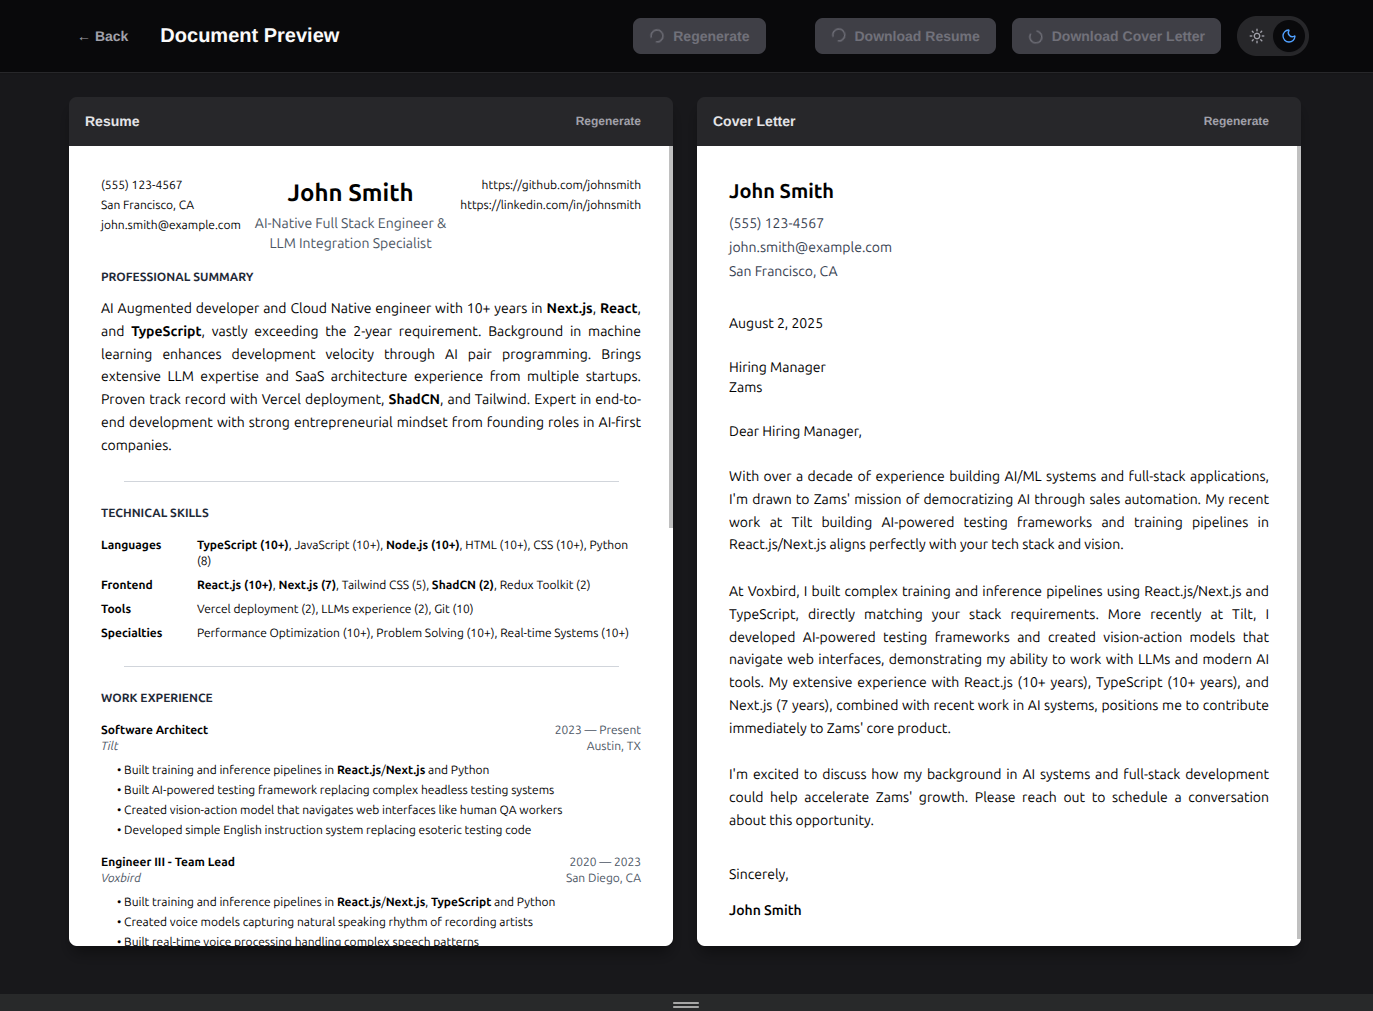 ← Back
Document Preview
Regenerate
Download Resume
Download Cover Letter
Resume
Regenerate
(555) 123-4567
San Francisco, CA
john.smith@example.com
John Smith
AI-Native Full Stack Engineer &
LLM Integration Specialist
https://github.com/johnsmith
https://linkedin.com/in/johnsmith
PROFESSIONAL SUMMARY
AI Augmented developer and Cloud Native engineer with 10+ years in Next.js, React,
and TypeScript, vastly exceeding the 2-year requirement. Background in machine
learning enhances development velocity through AI pair programming. Brings
extensive LLM expertise and SaaS architecture experience from multiple startups.
Proven track record with Vercel deployment, ShadCN, and Tailwind. Expert in end-to-
end development with strong entrepreneurial mindset from founding roles in AI-first
companies.
TECHNICAL SKILLS
Languages TypeScript (10+), JavaScript (10+), Node.js (10+), HTML (10+), CSS (10+), Python
(8)
Frontend React.js (10+), Next.js (7), Tailwind CSS (5), ShadCN (2), Redux Toolkit (2)
Tools Vercel deployment (2), LLMs experience (2), Git (10)
Specialties Performance Optimization (10+), Problem Solving (10+), Real-time Systems (10+)
WORK EXPERIENCE
Software Architect 2023 — Present
Tilt Austin, TX
• Built training and inference pipelines in React.js/Next.js and Python
• Built AI-powered testing framework replacing complex headless testing systems
• Created vision-action model that navigates web interfaces like human QA workers
• Developed simple English instruction system replacing esoteric testing code
Engineer III - Team Lead 2020 — 2023
Voxbird San Diego, CA
• Built training and inference pipelines in React.js/Next.js, TypeScript and Python
• Created voice models capturing natural speaking rhythm of recording artists
• Built real-time voice processing handling complex speech patterns
Cover Letter
Regenerate
John Smith
(555) 123-4567
john.smith@example.com
San Francisco, CA
August 2, 2025
Hiring Manager
Zams
Dear Hiring Manager,
With over a decade of experience building AI/ML systems and full-stack applications,
I'm drawn to Zams' mission of democratizing AI through sales automation. My recent
work at Tilt building AI-powered testing frameworks and training pipelines in
React.js/Next.js aligns perfectly with your tech stack and vision.
At Voxbird, I built complex training and inference pipelines using React.js/Next.js and
TypeScript, directly matching your stack requirements. More recently at Tilt, I
developed AI-powered testing frameworks and created vision-action models that
navigate web interfaces, demonstrating my ability to work with LLMs and modern AI
tools. My extensive experience with React.js (10+ years), TypeScript (10+ years), and
Next.js (7 years), combined with recent work in AI systems, positions me to contribute
immediately to Zams' core product.
I'm excited to discuss how my background in AI systems and full-stack development
could help accelerate Zams' growth. Please reach out to schedule a conversation
about this opportunity.
Sincerely,
John Smith